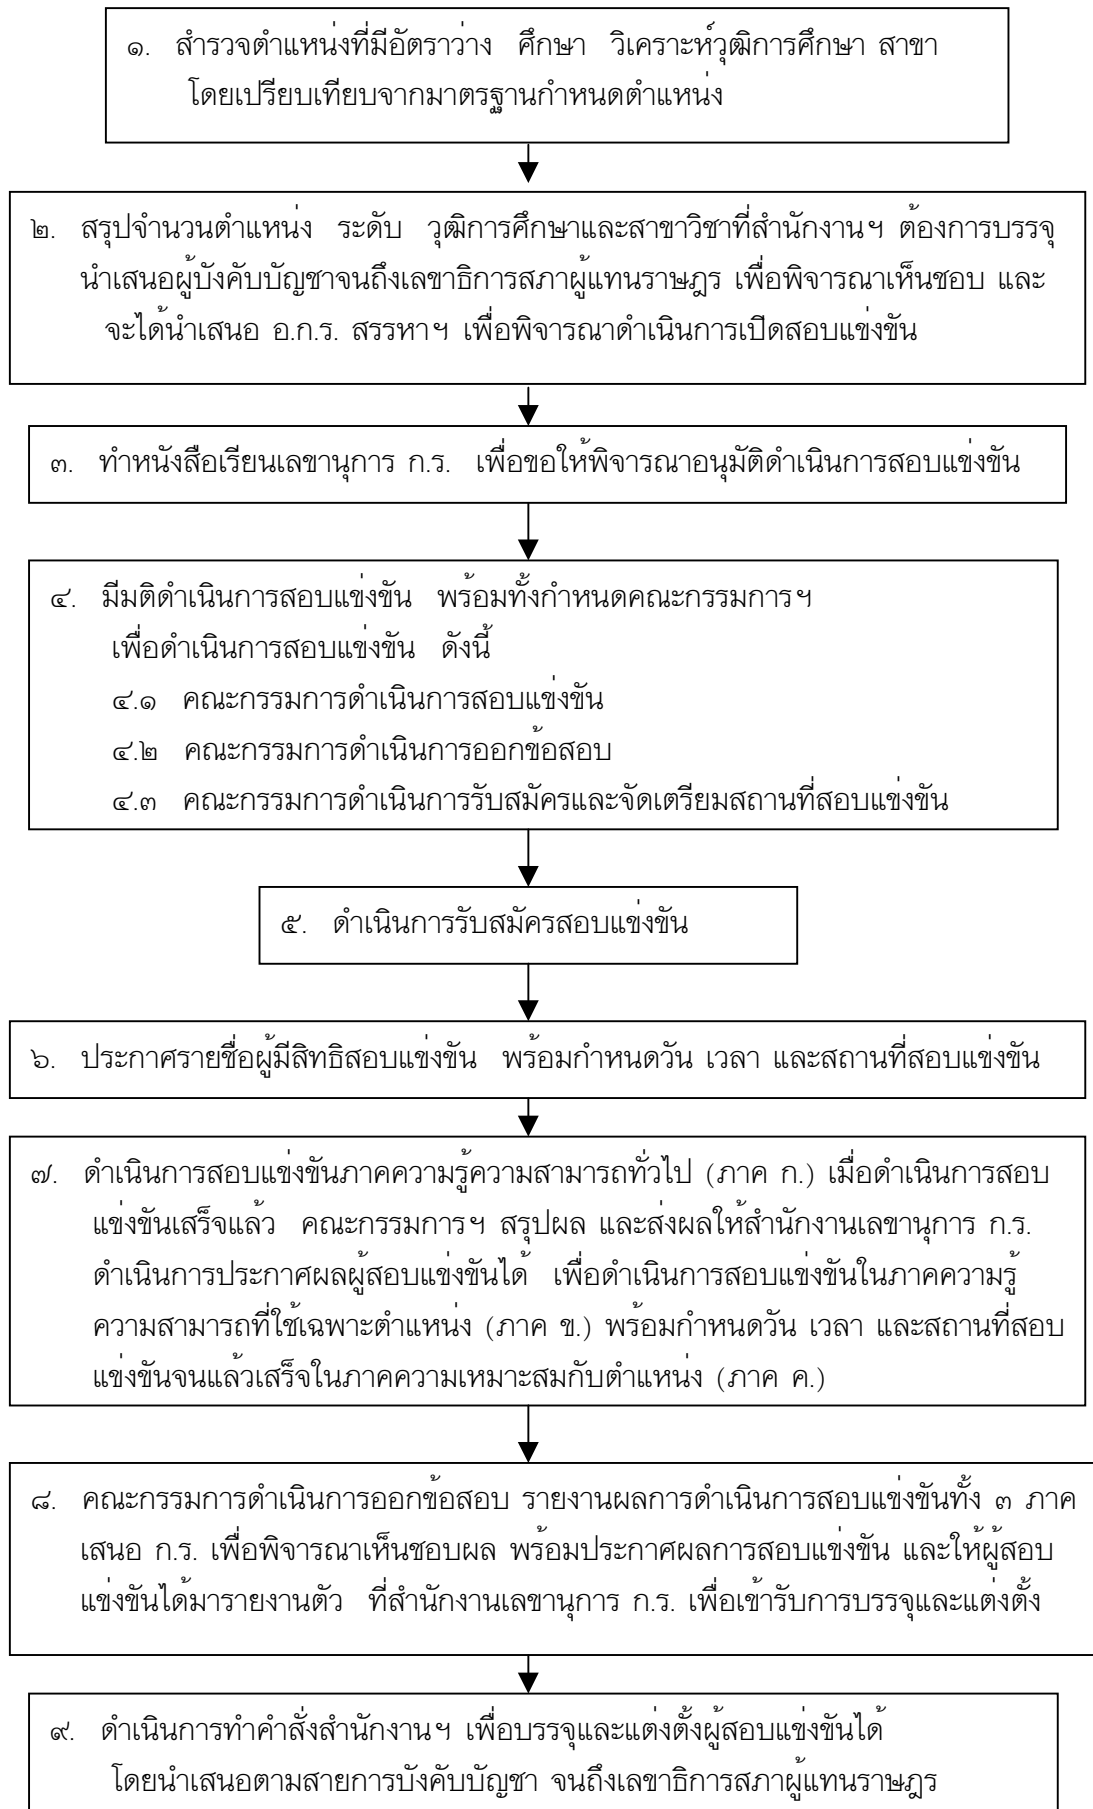 ๑. สำรวจตำแหน่งที่มีอัตราว่าง ศึกษา วิเคราะห์วุฒิการศึกษา สาขา
โดยเปรียบเทียบจากมาตรฐานกำหนดตำแหน่ง
๒. สรุปจำนวนตำแหน่ง ระดับ วุฒิการศึกษาและสาขาวิชาที่สำนักงานฯ ต้องการบรรจุ
นำเสนอผู้บังคับบัญชาจนถึงเลขาธิการสภาผู้แทนราษฎร เพื่อพิจารณาเห็นชอบ และ
จะได้นำเสนอ อ.ก.ร. สรรหาฯ เพื่อพิจารณาดำเนินการเปิดสอบแข่งขัน
๓. ทำหนังสือเรียนเลขานุการ ก.ร. เพื่อขอให้พิจารณาอนุมัติดำเนินการสอบแข่งขัน
๔. มีมติดำเนินการสอบแข่งขัน พร้อมทั้งกำหนดคณะกรรมการฯ
เพื่อดำเนินการสอบแข่งขัน ดังนี้
๔.๑ คณะกรรมการดำเนินการสอบแข่งขัน
๔.๒ คณะกรรมการดำเนินการออกข้อสอบ
๔.๓ คณะกรรมการดำเนินการรับสมัครและจัดเตรียมสถานที่สอบแข่งขัน
๕. ดำเนินการรับสมัครสอบแข่งขัน
๖. ประกาศรายชื่อผู้มีสิทธิสอบแข่งขัน พร้อมกำหนดวัน เวลา และสถานที่สอบแข่งขัน
๗. ดำเนินการสอบแข่งขันภาคความรู้ความสามารถทั่วไป (ภาค ก.) เมื่อดำเนินการสอบ
แข่งขันเสร็จแล้ว คณะกรรมการฯ สรุปผล และส่งผลให้สำนักงานเลขานุการ ก.ร.
ดำเนินการประกาศผลผู้สอบแข่งขันได้ เพื่อดำเนินการสอบแข่งขันในภาคความรู้
ความสามารถที่ใช้เฉพาะตำแหน่ง (ภาค ข.) พร้อมกำหนดวัน เวลา และสถานที่สอบ
แข่งขันจนแล้วเสร็จในภาคความเหมาะสมกับตำแหน่ง (ภาค ค.)
๘. คณะกรรมการดำเนินการออกข้อสอบ รายงานผลการดำเนินการสอบแข่งขันทั้ง ๓ ภาค
เสนอ ก.ร. เพื่อพิจารณาเห็นชอบผล พร้อมประกาศผลการสอบแข่งขัน และให้ผู้สอบ
แข่งขันได้มารายงานตัว ที่สำนักงานเลขานุการ ก.ร. เพื่อเข้ารับการบรรจุและแต่งตั้ง
๙. ดำเนินการทำคำสั่งสำนักงานฯ เพื่อบรรจุและแต่งตั้งผู้สอบแข่งขันได้
โดยนำเสนอตามสายการบังคับบัญชา จนถึงเลขาธิการสภาผู้แทนราษฎร